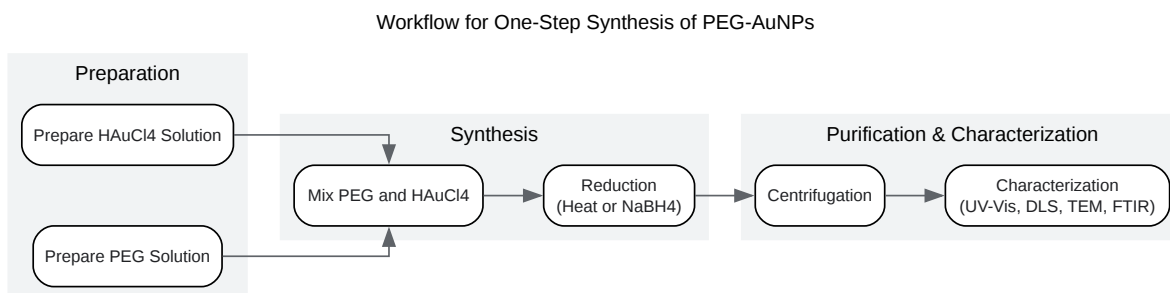 Workflow for One-Step Synthesis of PEG-AuNPs
Preparation
Prepare HAuCl4 Solution
Prepare PEG Solution
Synthesis
Mix PEG and HAuCl4
Reduction
(Heat or NaBH4)
Purification & Characterization
Centrifugation
Characterization
(UV-Vis, DLS, TEM, FTIR)